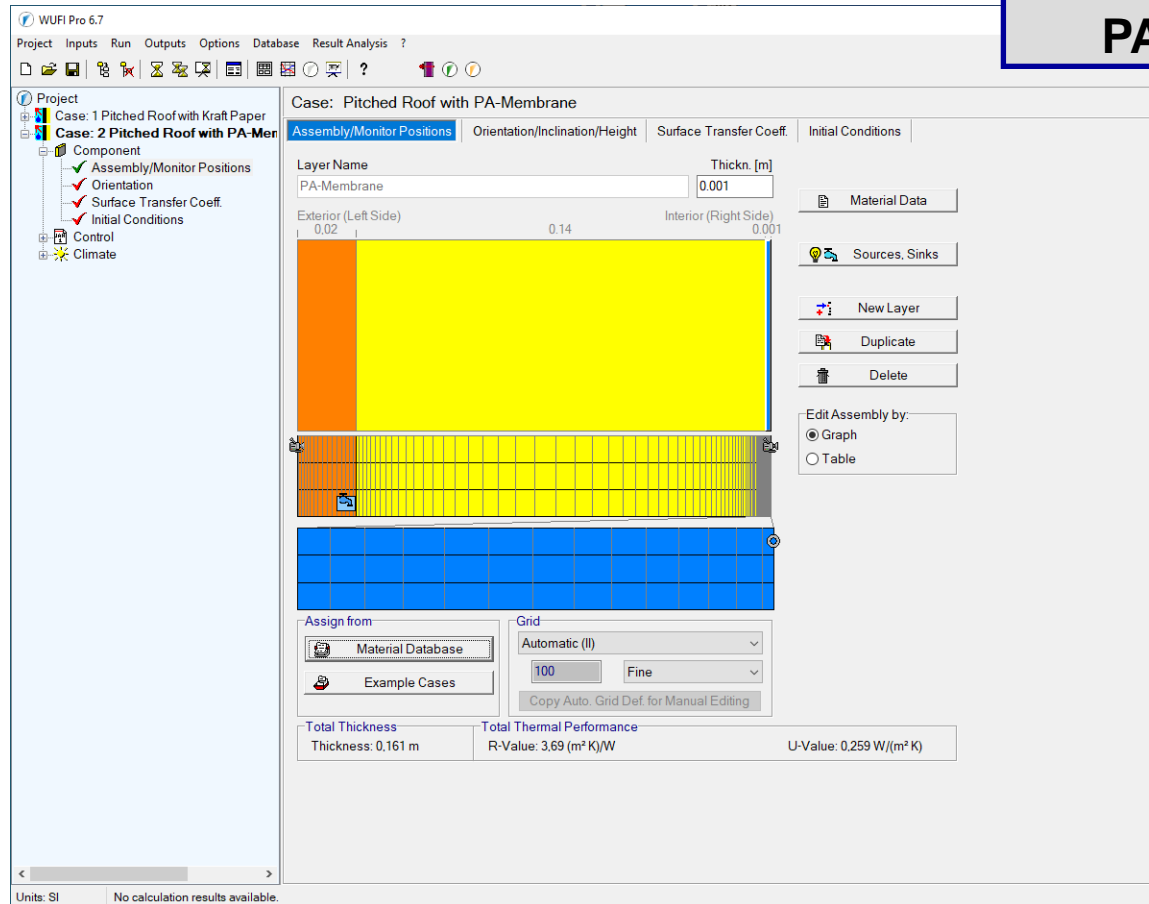 WUFI Pro 6.7
PA
Project Inputs Run Outputs Options Database Result Analysis ?
?
Project
Case: 1 Pitched Roof with Kraft Paper
Case: 2 Pitched Roof with PA-Mem
Component
Assembly/Monitor Positions
Orientation
Surface Transfer Coeff.
Initial Conditions
Control
Climate
Case: Pitched Roof with PA-Membrane
Assembly/Monitor Positions Orientation/Inclination/Height Surface Transfer Coeff. Initial Conditions
Layer Name Thickn. [m]
PA-Membrane 0.001
Exterior (Left Side) Interior (Right Side)
0,02 0.14 0.001
Material Data
Sources, Sinks
New Layer
Duplicate
Delete
Edit Assembly by:
Graph
Table
Assign from
Material Database
Example Cases
Grid
Automatic (II)
100 Fine
Copy Auto. Grid Def. for Manual Editing
Total Thickness
Thickness: 0,161 m
Total Thermal Performance
R-Value: 3,69 (m² K)/W U-Value: 0,259 W/(m² K)
Units: SI No calculation results available.